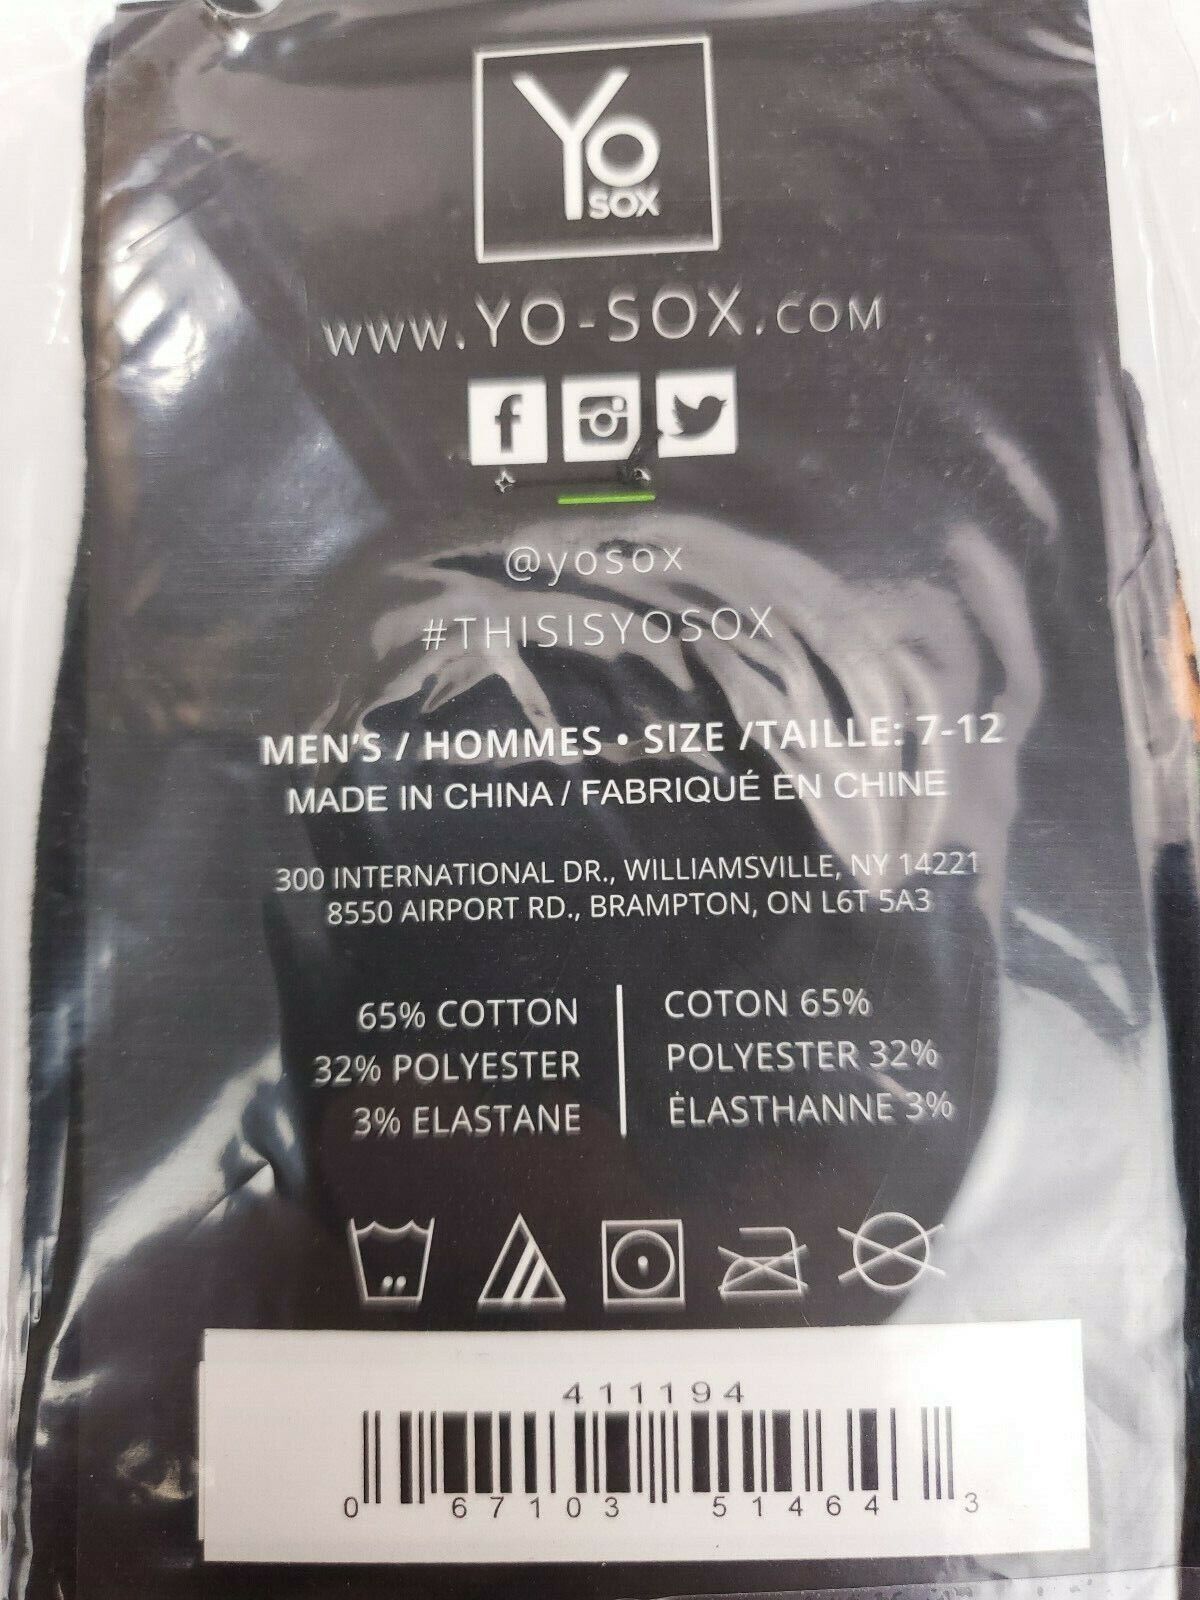 Yo
SOX
WWW.YO-SOX.COM
@yosox
#THISISYOSOX
MEN'S / HOMMES • SIZE /TAILLE: 7-12
MADE IN CHINA / FABRIQUÉ EN CHINE
300 INTERNATIONAL DR., WILLIAMSVILLE, NY 14221
8550 AIRPORT RD., BRAMPTON, ON L6T 5A3
65% COTTON
32% POLYESTER
3% ELASTANE
COTON 65%
POLYESTER 32%
ÉLASTHANNE 3%
411194
0 67103 51464 3